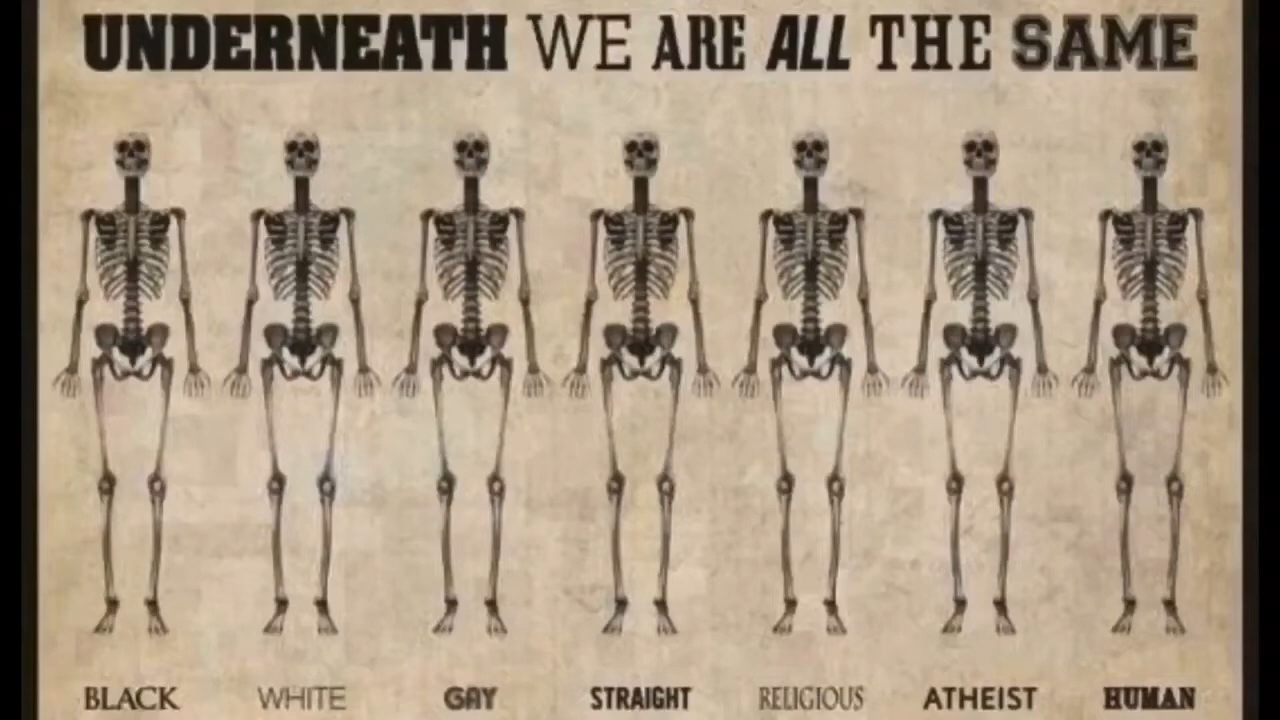 UNDERNEATH WE ARE ALL THE SAME
BLACK WHITE GAY STRAIGHT RELIGIOUS ATHEIST HUMAN